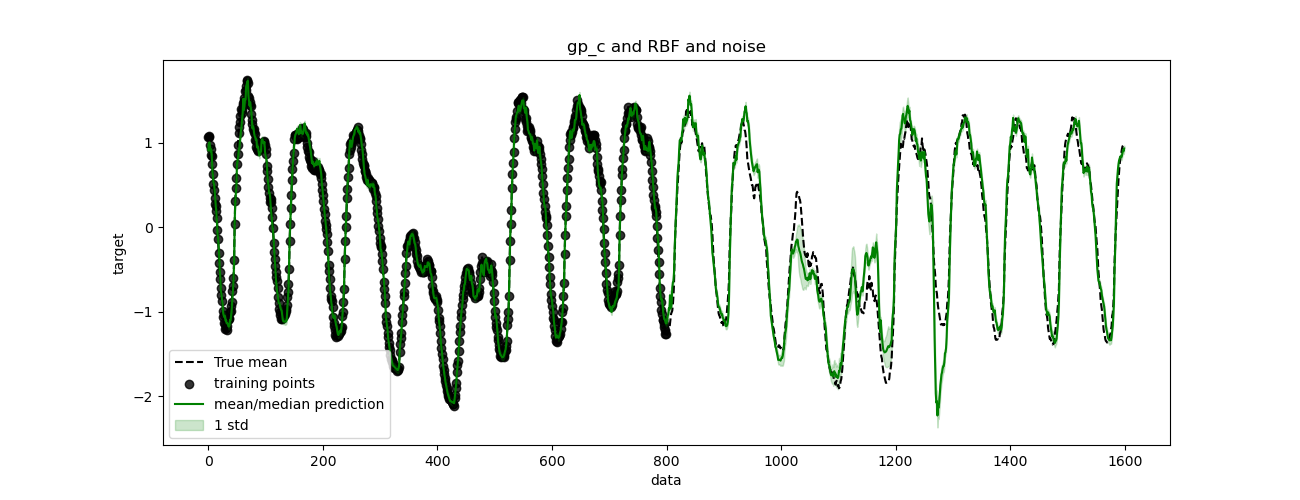 gp_c and RBF and noise
target
1
0
−1
−2
True mean
training points
mean/median prediction
1 std
0 200 400 600 800 1000 1200 1400 1600
data